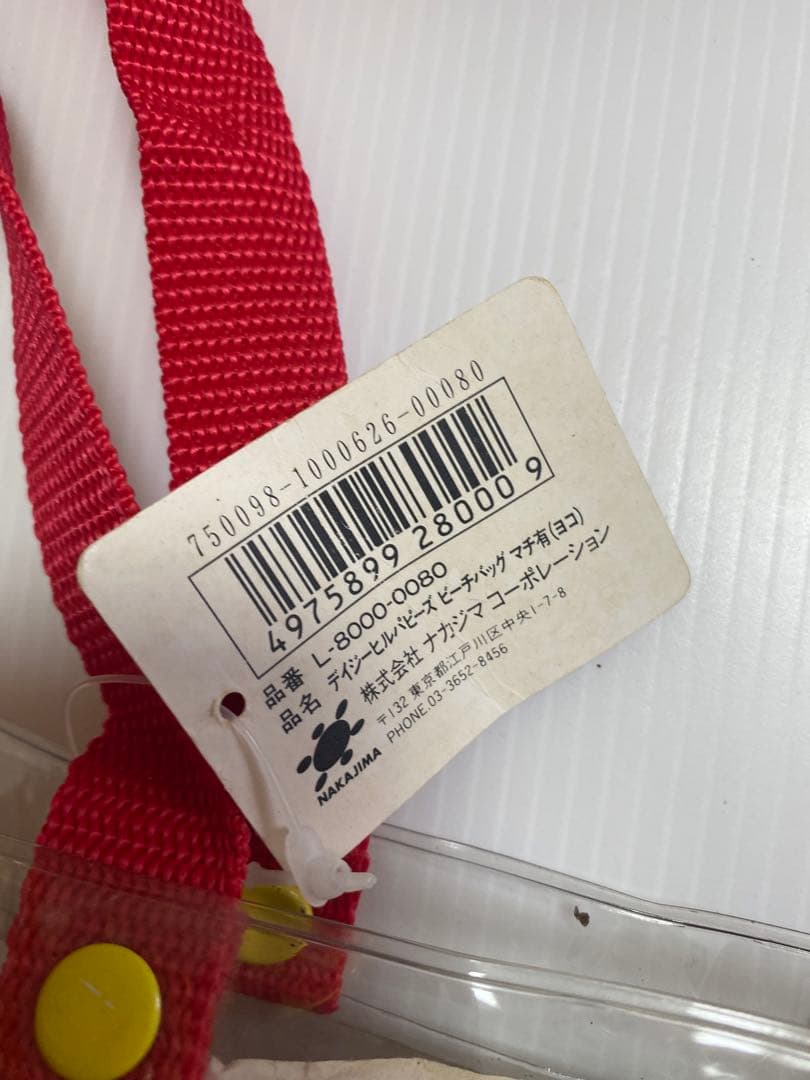 750098-1000626-00080
4975899 280009
品番 L-8000-0080
品名 デイジーヒルパピーズ ビーチバッグ マチ有(ヨコ)
株式会社 ナカジマ コーポレーション
〒132 東京都江戸川区中央1-7-8
PHONE.03-3652-8456
NAKAJIMA